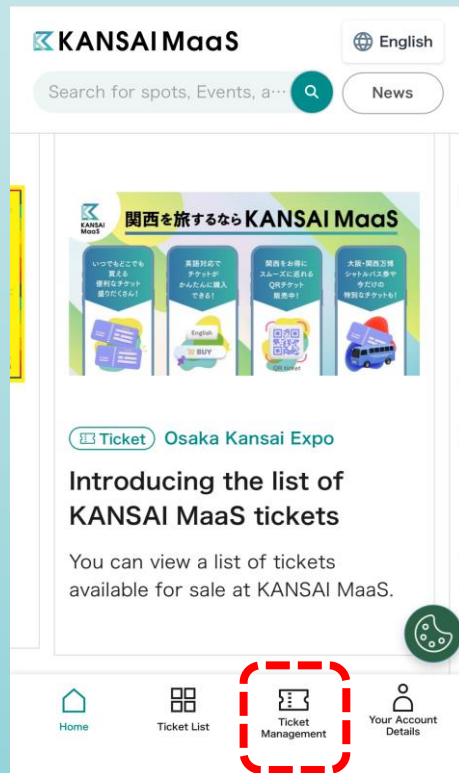 KANSAI MaaS
English
Search for spots, Events, a…
News
KANSAI
MaaS
関西を旅するならKANSAI MaaS
いつでもどこでも
買える
便利なチケット
盛りだくさん!
英語対応で
チケットが
かんたんに購入
できる!
English
BUY
関西をお得に
スムーズに巡れる
QRチケット
販売中!
QR ticket
大阪・関西万博
シャトルバス券や
今だけの
特別なチケットも!
Ticket
Osaka Kansai Expo
Introducing the list of
KANSAI MaaS tickets
You can view a list of tickets
available for sale at KANSAI MaaS.
Home
Ticket List
Ticket
Management
Your Account
Details